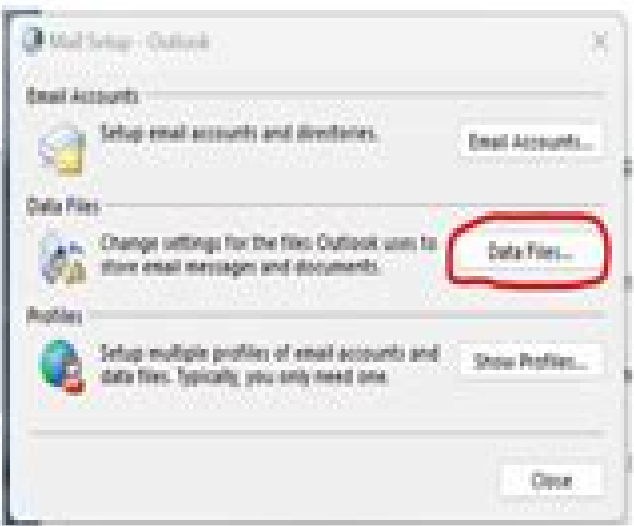 Mail Setup - Outlook
Email Accounts
Setup email accounts and directories.
Email Accounts...
Data Files
Change settings for the files Outlook uses to
store email messages and documents.
Data Files...
Profiles
Setup multiple profiles of email accounts and
data files. Typically, you only need one.
Show Profiles...
Close